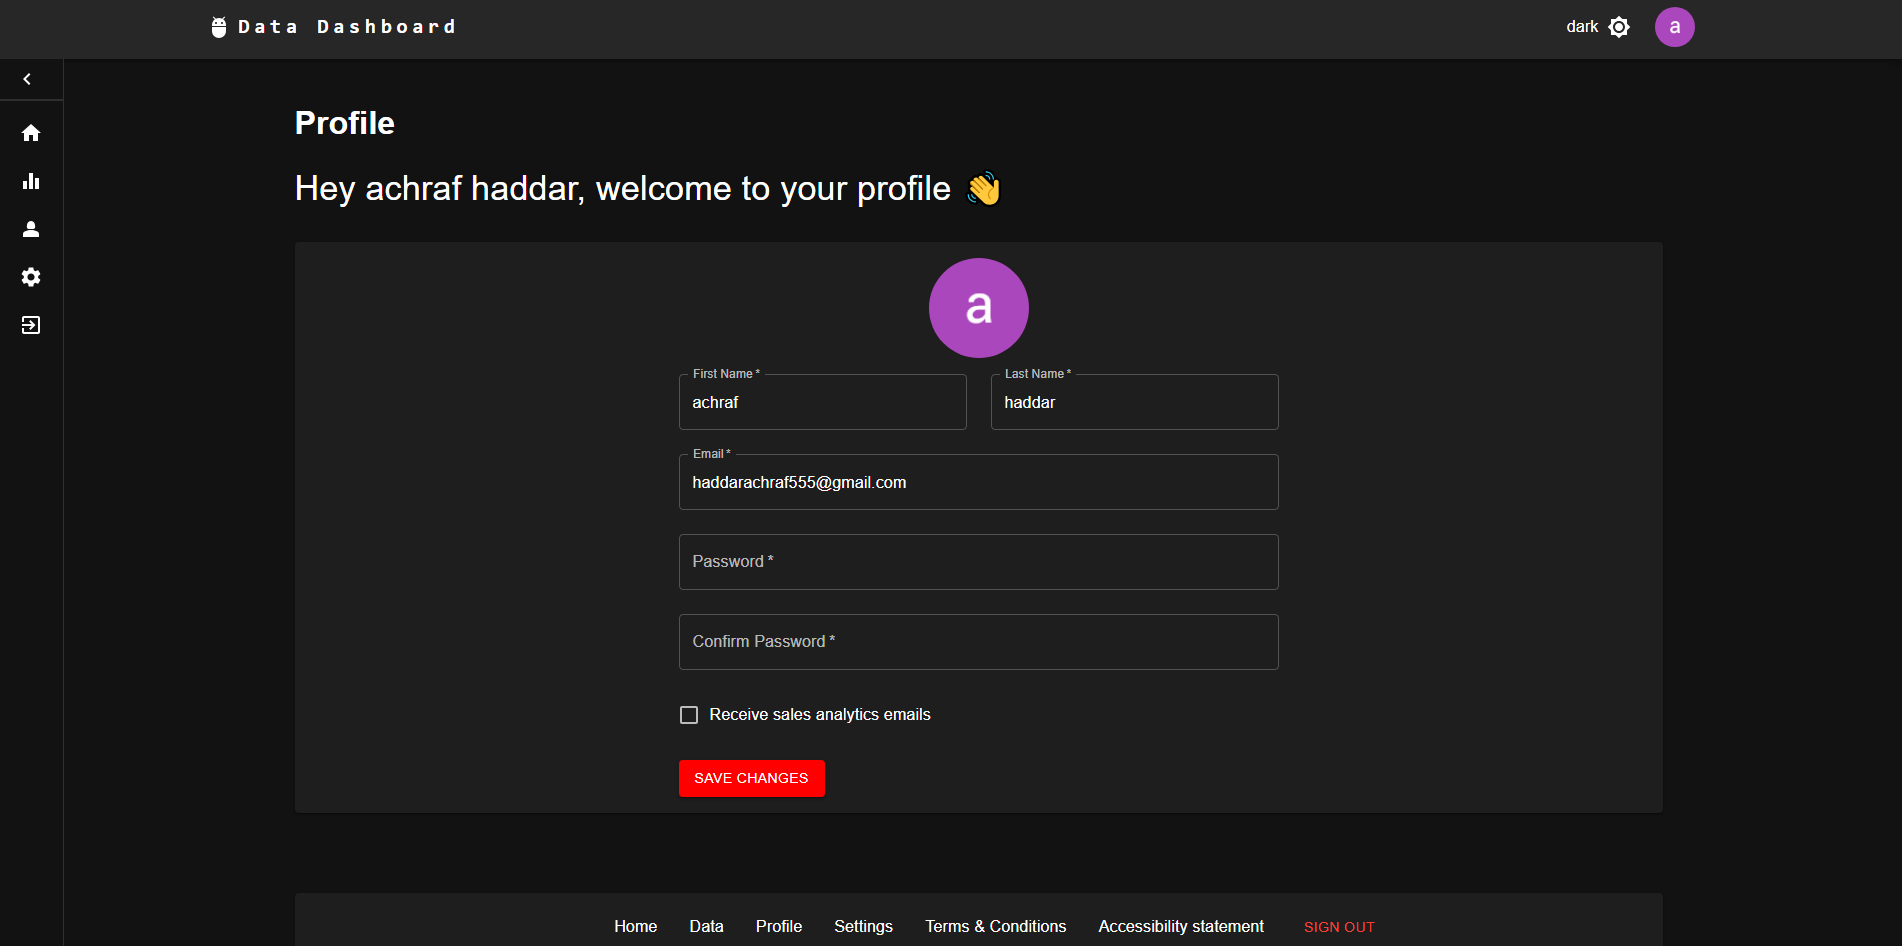 Data Dashboard
dark
a
Profile
Hey achraf haddar, welcome to your profile 👋
a
First Name *
achraf
Last Name *
haddar
Email *
haddarachraf555@gmail.com
Password *
Confirm Password *
Receive sales analytics emails
SAVE CHANGES
Home Data Profile Settings Terms & Conditions Accessibility statement SIGN OUT